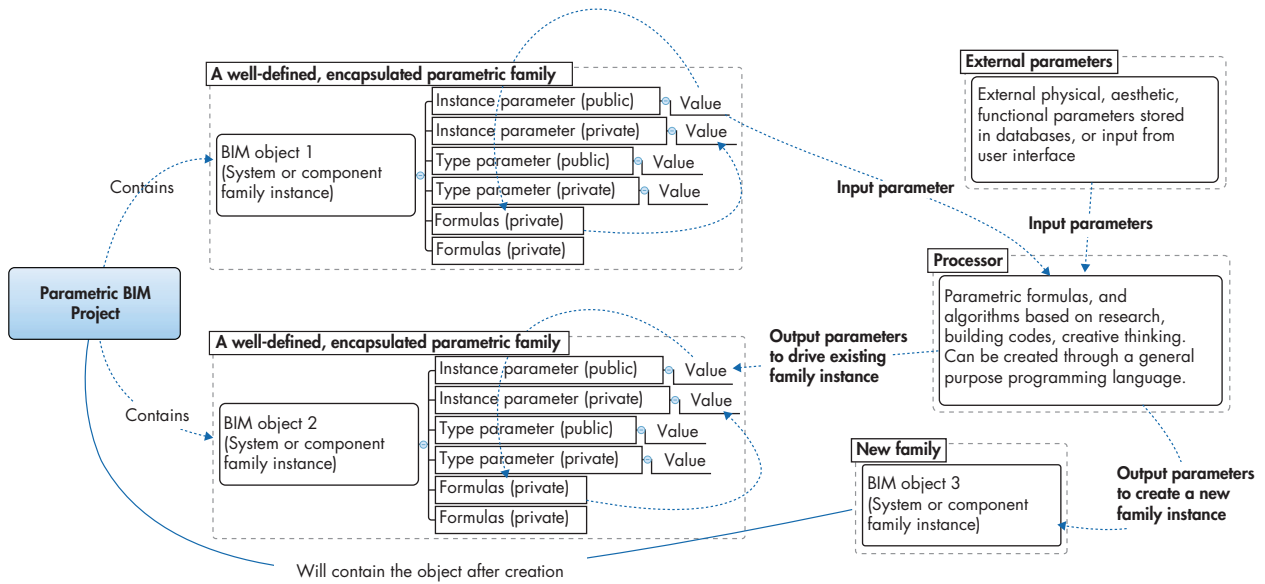 A well-defined, encapsulated parametric family
Instance parameter (public)
Value
Instance parameter (private)
Value
Type parameter (public)
Value
Type parameter (private)
Value
Formulas (private)
Formulas (private)
BIM object 1
(System or component
family instance)
Contains
External parameters
External physical, aesthetic,
functional parameters stored
in databases, or input from
user interface
Input parameter
Input parameters
Parametric BIM
Project
Processor
Parametric formulas, and
algorithms based on research,
building codes, creative thinking.
Can be created through a general
purpose programming language.
A well-defined, encapsulated parametric family
Instance parameter (public)
Value
Instance parameter (private)
Value
Type parameter (public)
Value
Type parameter (private)
Value
Formulas (private)
Formulas (private)
BIM object 2
(System or component
family instance)
Contains
Output parameters
to drive existing
family instance
New family
BIM object 3
(System or component
family instance)
Output parameters
to create a new
family instance
Will contain the object after creation